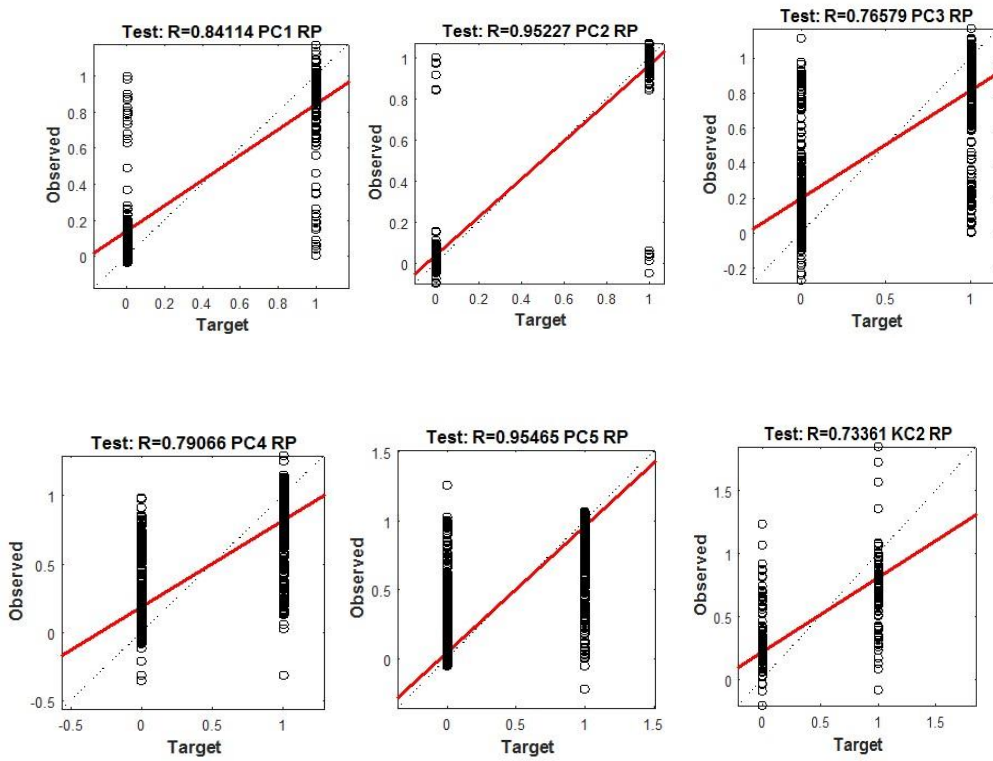 Test: R=0.84114 PC1 RP
Observed
1
0.8
0.6
0.4
0.2
0
0 0.2 0.4 0.6 0.8 1
Target
Test: R=0.95227 PC2 RP
Observed
1
0.8
0.6
0.4
0.2
0
0 0.2 0.4 0.6 0.8 1
Target
Test: R=0.76579 PC3 RP
Observed
1
0.8
0.6
0.4
0.2
0
-0.2
0 0.5 1
Target
Test: R=0.79066 PC4 RP
Observed
1
0.5
0
-0.5
-0.5 0 0.5 1
Target
Test: R=0.95465 PC5 RP
Observed
1.5
1
0.5
0
0 0.5 1 1.5
Target
Test: R=0.73361 KC2 RP
Observed
1.5
1
0.5
0
0 0.5 1 1.5
Target